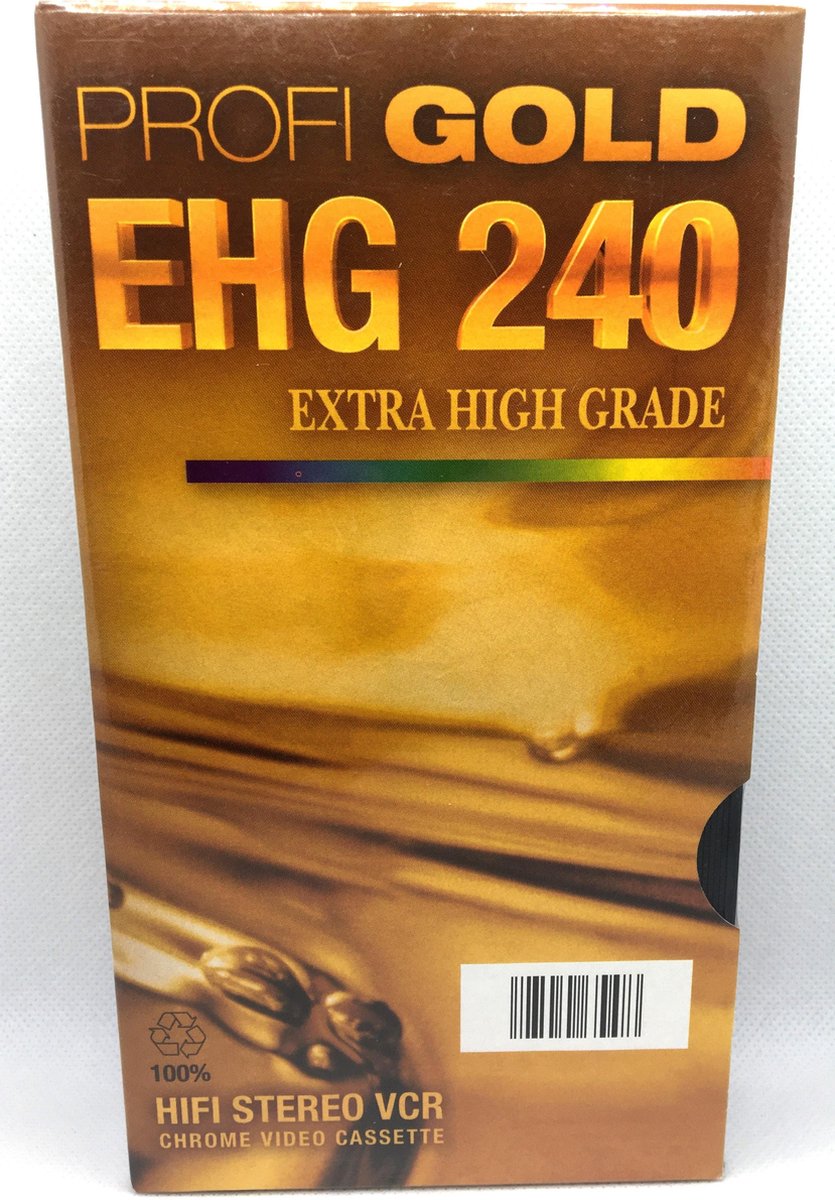 PROFI GOLD
EHG 240
EXTRA HIGH GRADE
100%
HIFI STEREO VCR
CHROME VIDEO CASSETTE